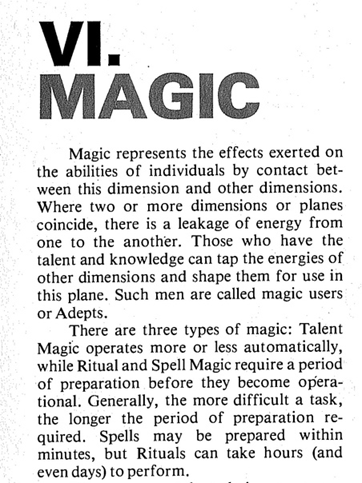 VI.
MAGIC
Magic represents the effects exerted on
the abilities of individuals by contact bet-
ween this dimension and other dimensions.
Where two or more dimensions or planes
coincide, there is a leakage of energy from
one to the another. Those who have the
talent and knowledge can tap the energies of
other dimensions and shape them for use in
this plane. Such men are called magic users
or Adepts.
There are three types of magic: Talent
Magic operates more or less automatically,
while Ritual and Spell Magic require a period
of preparation before they become opera-
tional. Generally, the more difficult a task,
the longer the period of preparation re-
quired. Spells may be prepared within
minutes, but Rituals can take hours (and
even days) to perform.